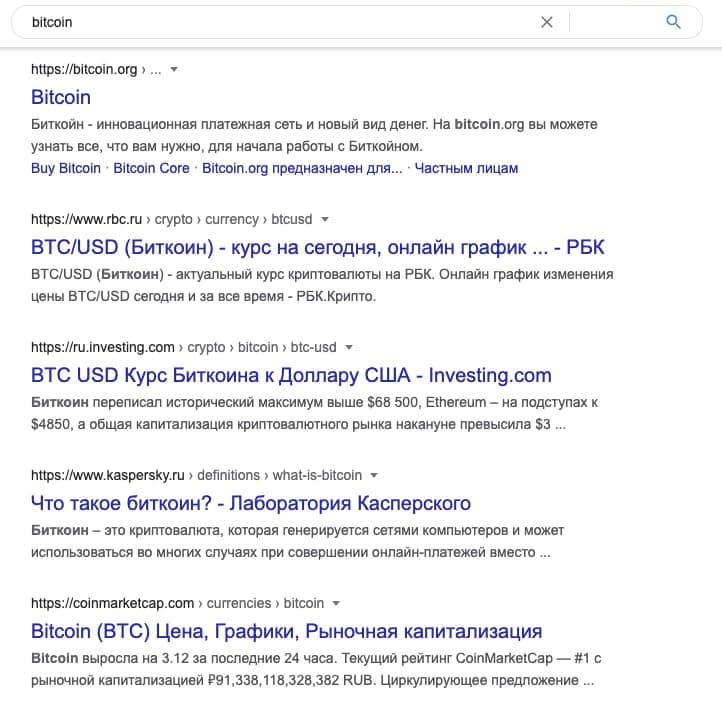 bitcoin
https://bitcoin.org › ...
Bitcoin
Биткойн - инновационная платежная сеть и новый вид денег. На bitcoin.org вы можете
узнать все, что вам нужно, для начала работы с Биткойном.
Buy Bitcoin · Bitcoin Core · Bitcoin.org предназначен для... · Частным лицам
https://www.rbc.ru › crypto › currency › btcusd
BTC/USD (Биткоин) - курс на сегодня, онлайн график ... - РБК
BTC/USD (Биткоин) - актуальный курс криптовалюты на РБК. Онлайн график изменения
цены BTC/USD сегодня и за все время - РБК.Крипто.
https://ru.investing.com › crypto › bitcoin › btc-usd
BTC USD Курс Биткоина к Доллару США - Investing.com
Биткоин переписал исторический максимум выше $68 500, Ethereum – на подступах к
$4850, а общая капитализация криптовалютного рынка накануне превысила $3 ...
https://www.kaspersky.ru › definitions › what-is-bitcoin
Что такое биткоин? - Лаборатория Касперского
Биткоин – это криптовалюта, которая генерируется сетями компьютеров и может
использоваться во многих случаях при совершении онлайн-платежей вместо ...
https://coinmarketcap.com › currencies › bitcoin
Bitcoin (BTC) Цена, Графики, Рыночная капитализация
Bitcoin выросла на 3.12 за последние 24 часа. Текущий рейтинг CoinMarketCap — #1 с
рыночной капитализацией ₽91,338,118,328,382 RUB. Циркулирующее предложение ...